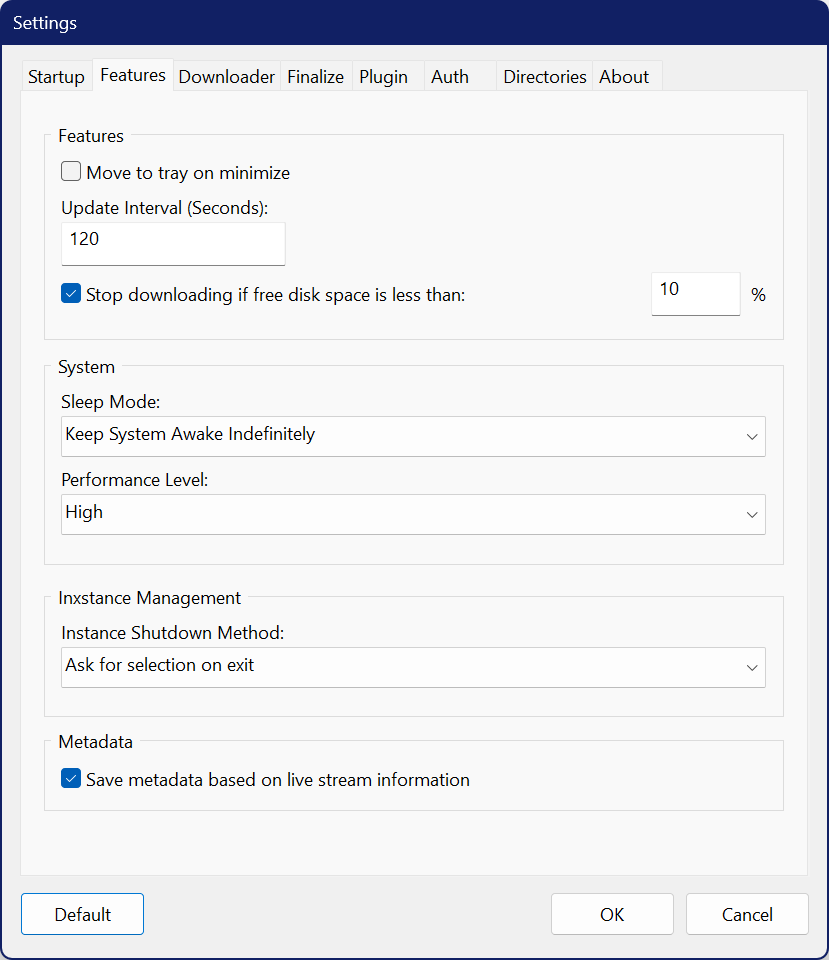 Settings
Startup Features Downloader Finalize Plugin Auth Directories About
Features
Move to tray on minimize
Update Interval (Seconds):
120
Stop downloading if free disk space is less than: 10 %
System
Sleep Mode:
Keep System Awake Indefinitely
Performance Level:
High
Inxstance Management
Instance Shutdown Method:
Ask for selection on exit
Metadata
Save metadata based on live stream information
Default OK Cancel